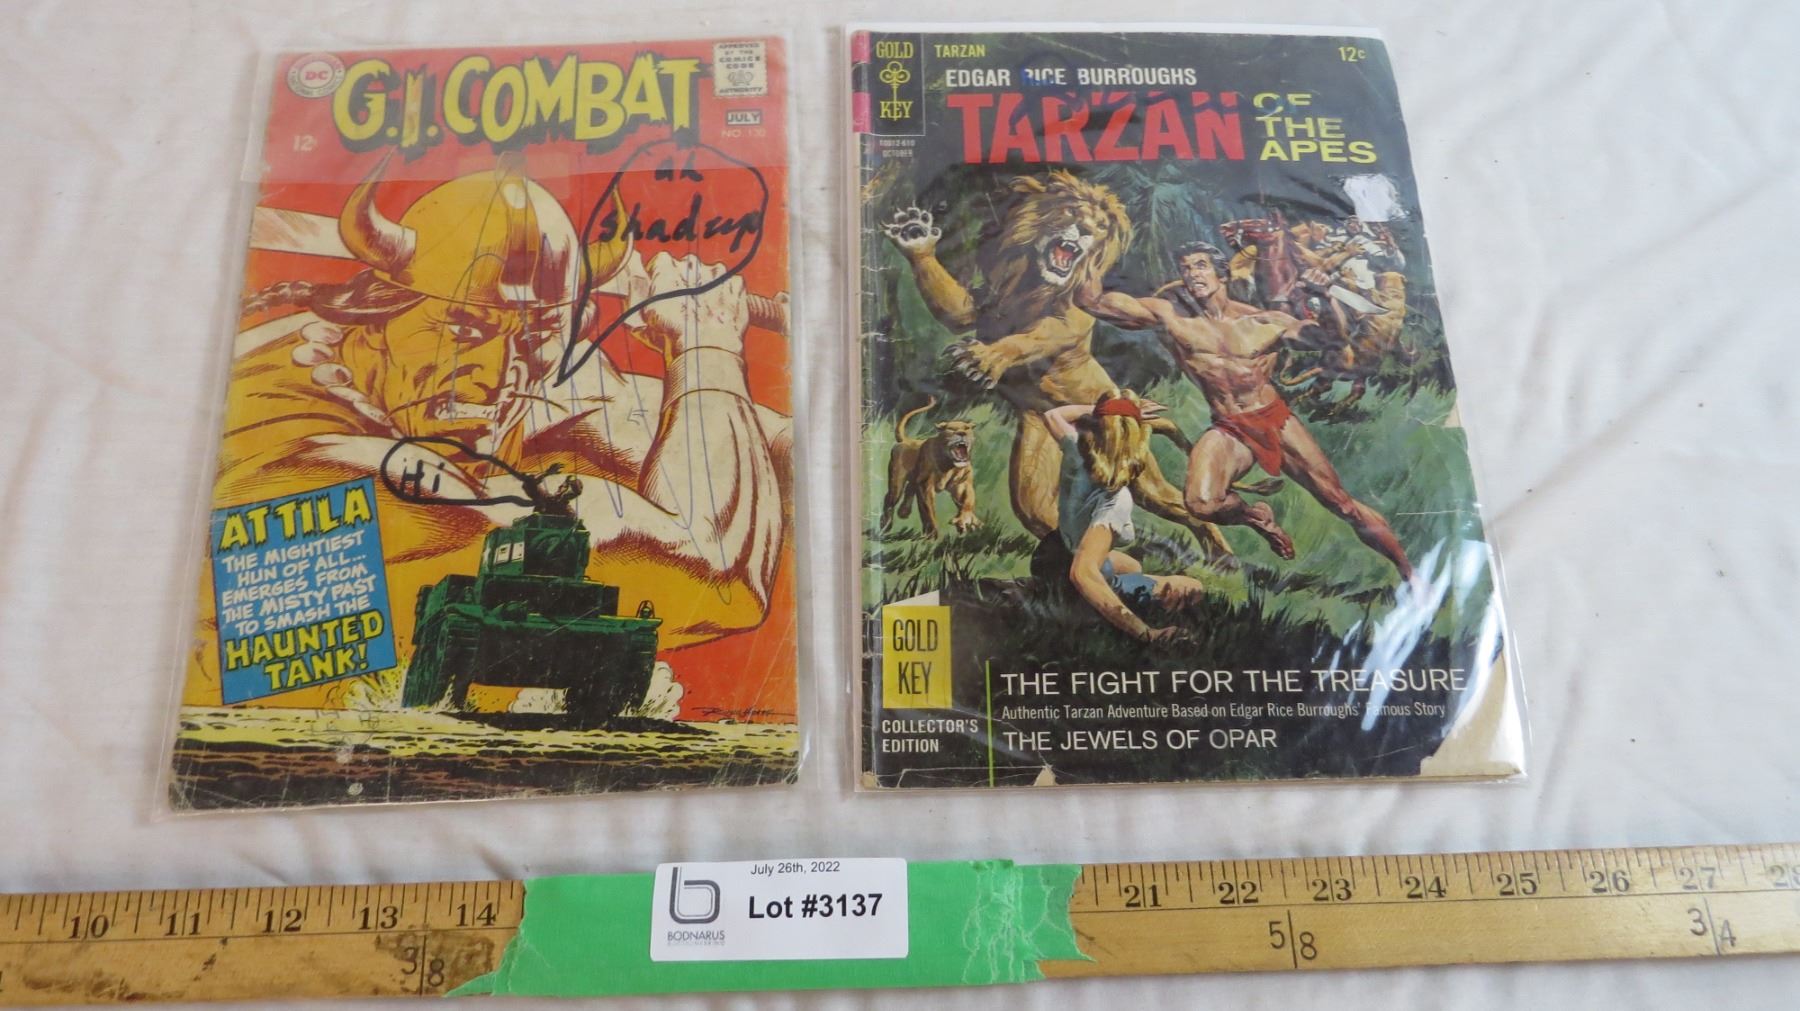 DC
G.I. COMBAT
APPROVED
BY THE
COMICS
CODE
AUTHORITY
JULY
NO. 130
12¢
ah
shadup
Hi
ATTILA
THE MIGHTIEST
HUN OF ALL...
EMERGES FROM
THE MISTY PAST
TO SMASH THE
HAUNTED
TANK!
GOLD
KEY
10012-610
OCTOBER
TARZAN
12c
EDGAR RICE BURROUGHS
TARZAN OF
THE
APES
GOLD
KEY
COLLECTOR'S
EDITION
THE FIGHT FOR THE TREASURE
Authentic Tarzan Adventure Based on Edgar Rice Burroughs' Famous Story
THE JEWELS OF OPAR
July 26th, 2022
Lot #3137
BODNARUS
10 11 12 13 14 21 22 23 24 25 26 27 28
3/8 5/8 3/4